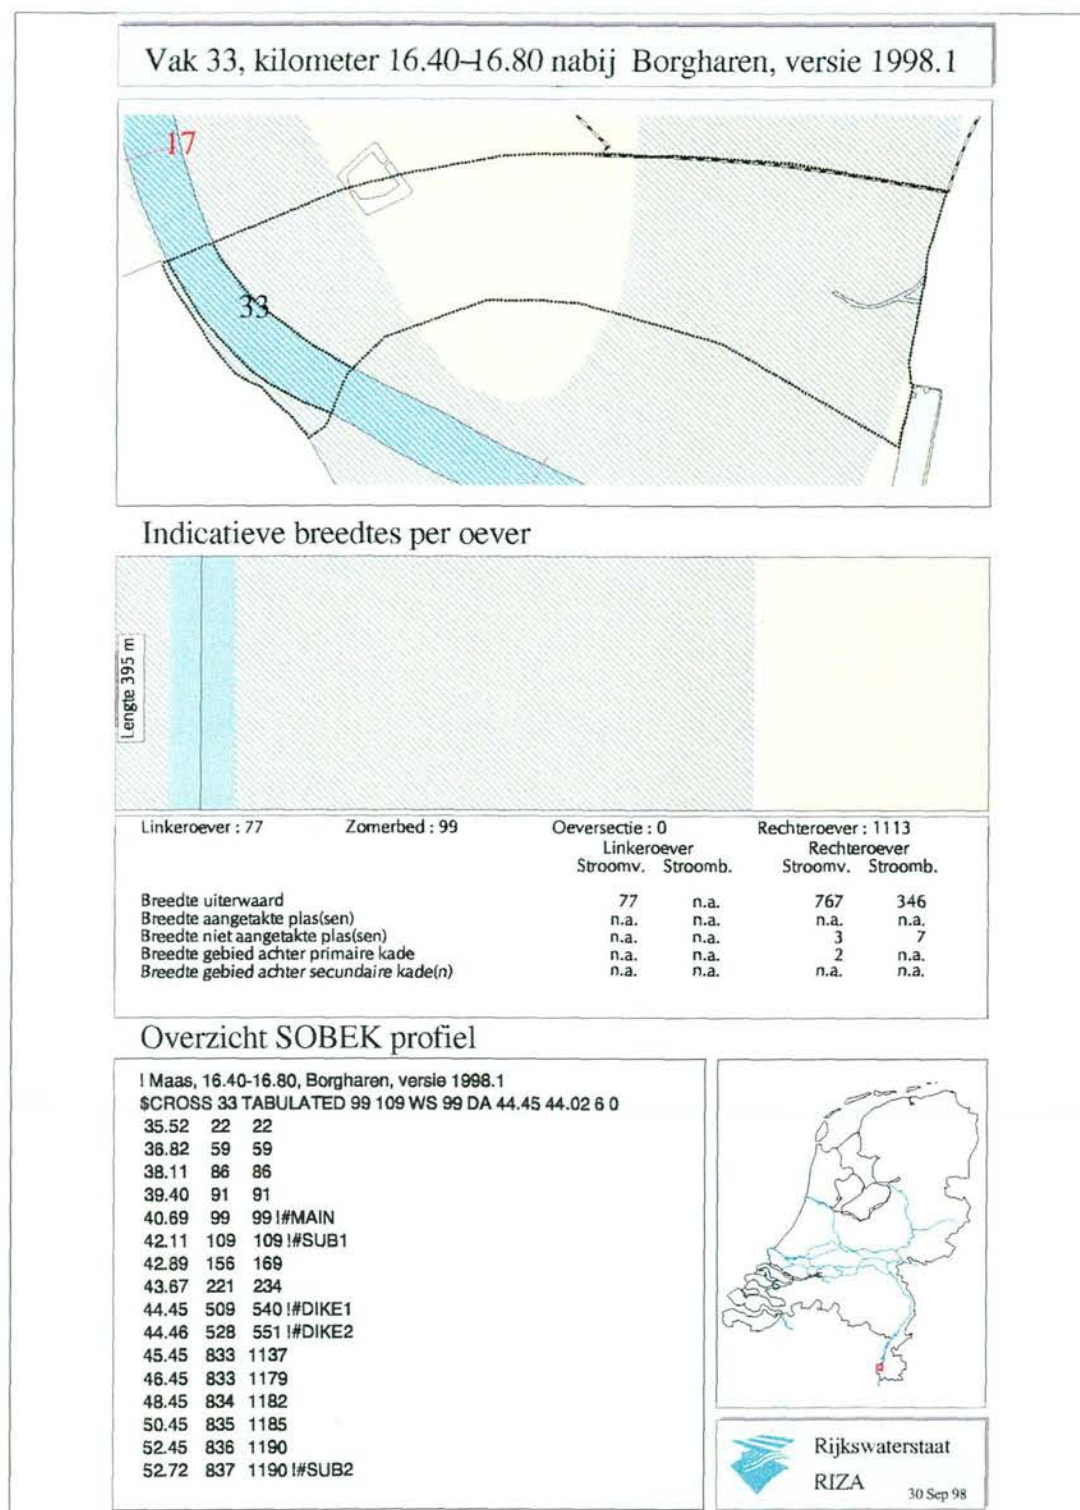 Vak 33, kilometer 16.40-16.80 nabij Borgharen, versie 1998.1
17
33
Indicatieve breedtes per oever
Lengte 395 m
Linkeroever : 77 Zomerbed : 99 Oeversectie : 0 Rechteroever : 1113
Linkeroever Rechteroever
Stroomv. Stroomb. Stroomv. Stroomb.
Breedte uiterwaard 77 n.a. 767 346
Breedte aangetakte plas(sen) n.a. n.a. n.a. n.a.
Breedte niet aangetakte plas(sen) n.a. n.a. 3 7
Breedte gebied achter primaire kade n.a. n.a. 2 n.a.
Breedte gebied achter secundaire kade(n) n.a. n.a. n.a. n.a.
Overzicht SOBEK profiel
! Maas, 16.40-16.80, Borgharen, versie 1998.1
$CROSS 33 TABULATED 99 109 WS 99 DA 44.45 44.02 6 0
35.52 22 22
36.82 59 59
38.11 86 86
39.40 91 91
40.69 99 99 !#MAIN
42.11 109 109 !#SUB1
42.89 156 169
43.67 221 234
44.45 509 540 !#DIKE1
44.46 528 551 !#DIKE2
45.45 833 1137
46.45 833 1179
48.45 834 1182
50.45 835 1185
52.45 836 1190
52.72 837 1190 !#SUB2
Rijkswaterstaat
RIZA
30 Sep 98